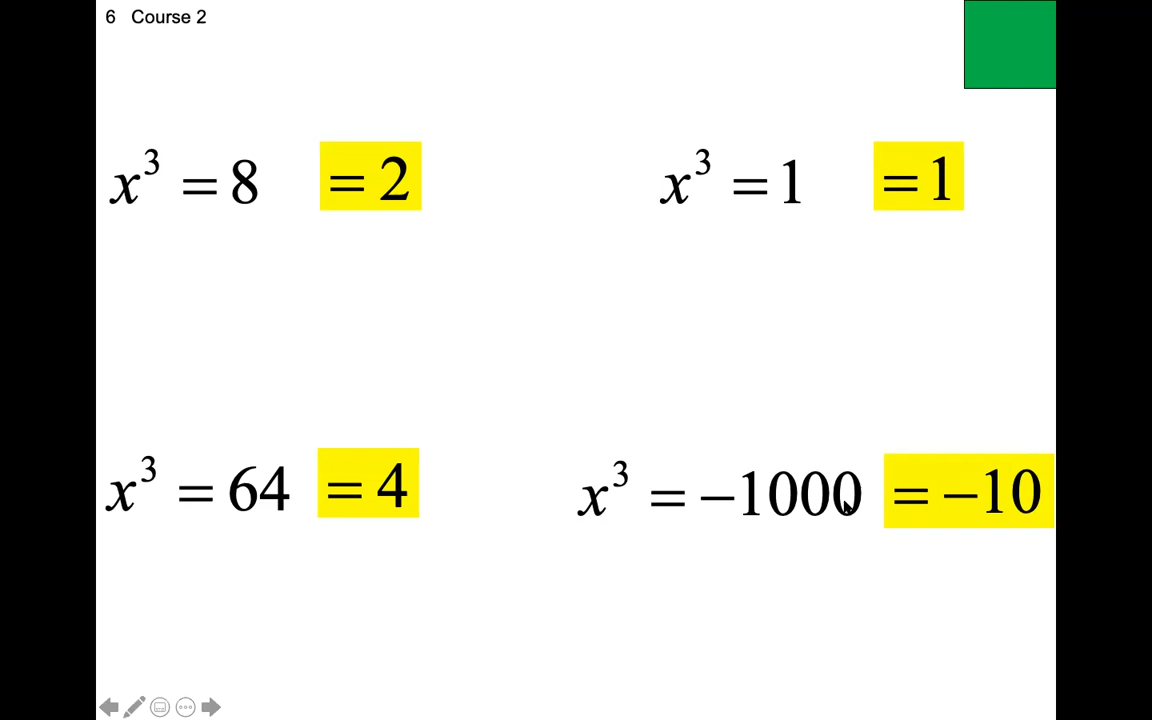 6 Course 2
x³ = 8 = 2
x³ = 1 = 1
x³ = 64 = 4
x³ = −1000 = −10